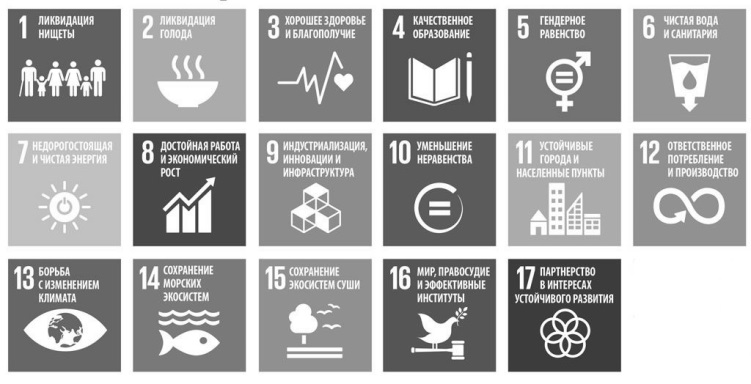 1 ЛИКВИДАЦИЯ
НИЩЕТЫ
2 ЛИКВИДАЦИЯ
ГОЛОДА
3 ХОРОШЕЕ ЗДОРОВЬЕ
И БЛАГОПОЛУЧИЕ
4 КАЧЕСТВЕННОЕ
ОБРАЗОВАНИЕ
5 ГЕНДЕРНОЕ
РАВЕНСТВО
6 ЧИСТАЯ ВОДА
И САНИТАРИЯ
7 НЕДОРОГОСТОЯЩАЯ
И ЧИСТАЯ ЭНЕРГИЯ
8 ДОСТОЙНАЯ РАБОТА
И ЭКОНОМИЧЕСКИЙ
РОСТ
9 ИНДУСТРИАЛИЗАЦИЯ,
ИННОВАЦИИ И
ИНФРАСТРУКТУРА
10 УМЕНЬШЕНИЕ
НЕРАВЕНСТВА
11 УСТОЙЧИВЫЕ
ГОРОДА И
НАСЕЛЕННЫЕ ПУНКТЫ
12 ОТВЕТСТВЕННОЕ
ПОТРЕБЛЕНИЕ
И ПРОИЗВОДСТВО
13 БОРЬБА
С ИЗМЕНЕНИЕМ
КЛИМАТА
14 СОХРАНЕНИЕ
МОРСКИХ
ЭКОСИСТЕМ
15 СОХРАНЕНИЕ
ЭКОСИСТЕМ СУШИ
16 МИР, ПРАВОСУДИЕ
И ЭФФЕКТИВНЫЕ
ИНСТИТУТЫ
17 ПАРТНЕРСТВО
В ИНТЕРЕСАХ
УСТОЙЧИВОГО РАЗВИТИЯ